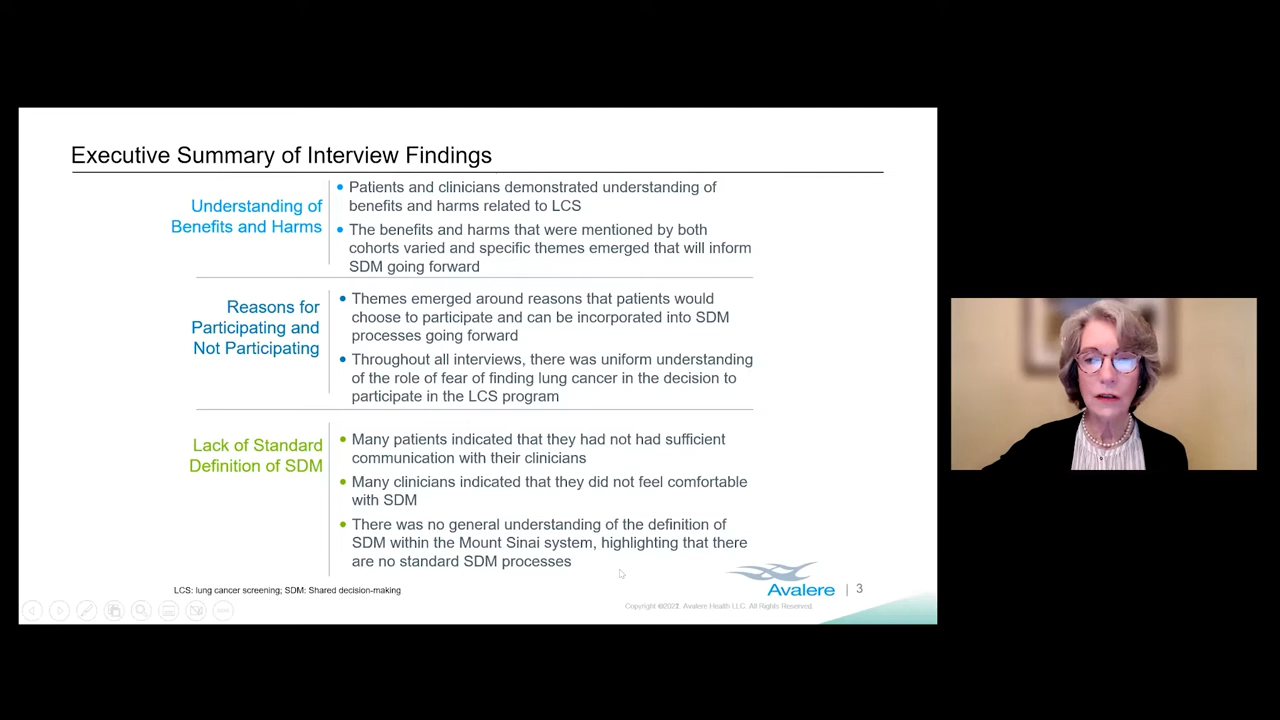 Executive Summary of Interview Findings
Understanding of
Benefits and Harms
• Patients and clinicians demonstrated understanding of
benefits and harms related to LCS
• The benefits and harms that were mentioned by both
cohorts varied and specific themes emerged that will inform
SDM going forward
Reasons for
Participating and
Not Participating
• Themes emerged around reasons that patients would
choose to participate and can be incorporated into SDM
processes going forward
• Throughout all interviews, there was uniform understanding
of the role of fear of finding lung cancer in the decision to
participate in the LCS program
Lack of Standard
Definition of SDM
• Many patients indicated that they had not had sufficient
communication with their clinicians
• Many clinicians indicated that they did not feel comfortable
with SDM
• There was no general understanding of the definition of
SDM within the Mount Sinai system, highlighting that there
are no standard SDM processes
LCS: lung cancer screening; SDM: Shared decision-making
Avalere
| 3
Copyright ©. Avalere Health LLC. All Rights Reserved.